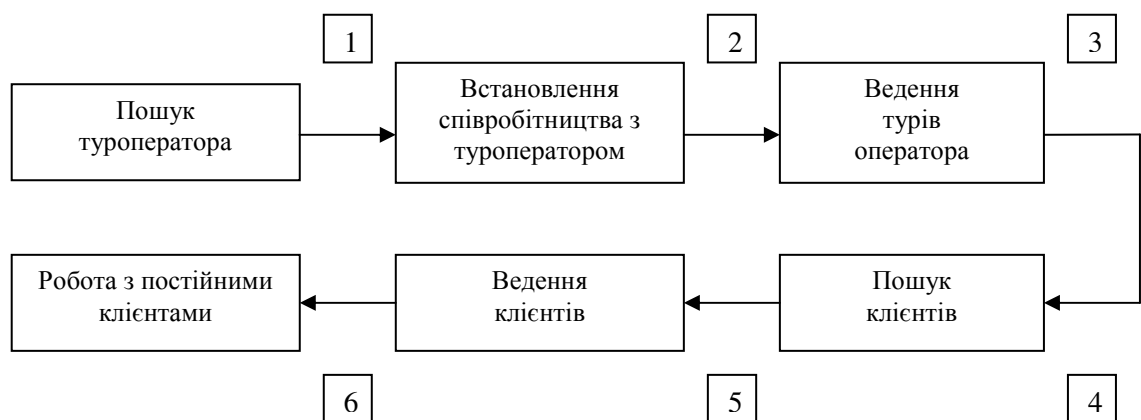 1
2
3
Пошук
туроператора
Встановлення
співробітництва з
туроператором
Ведення
турів
оператора
Робота з постійними
клієнтами
Ведення
клієнтів
Пошук
клієнтів
6
5
4